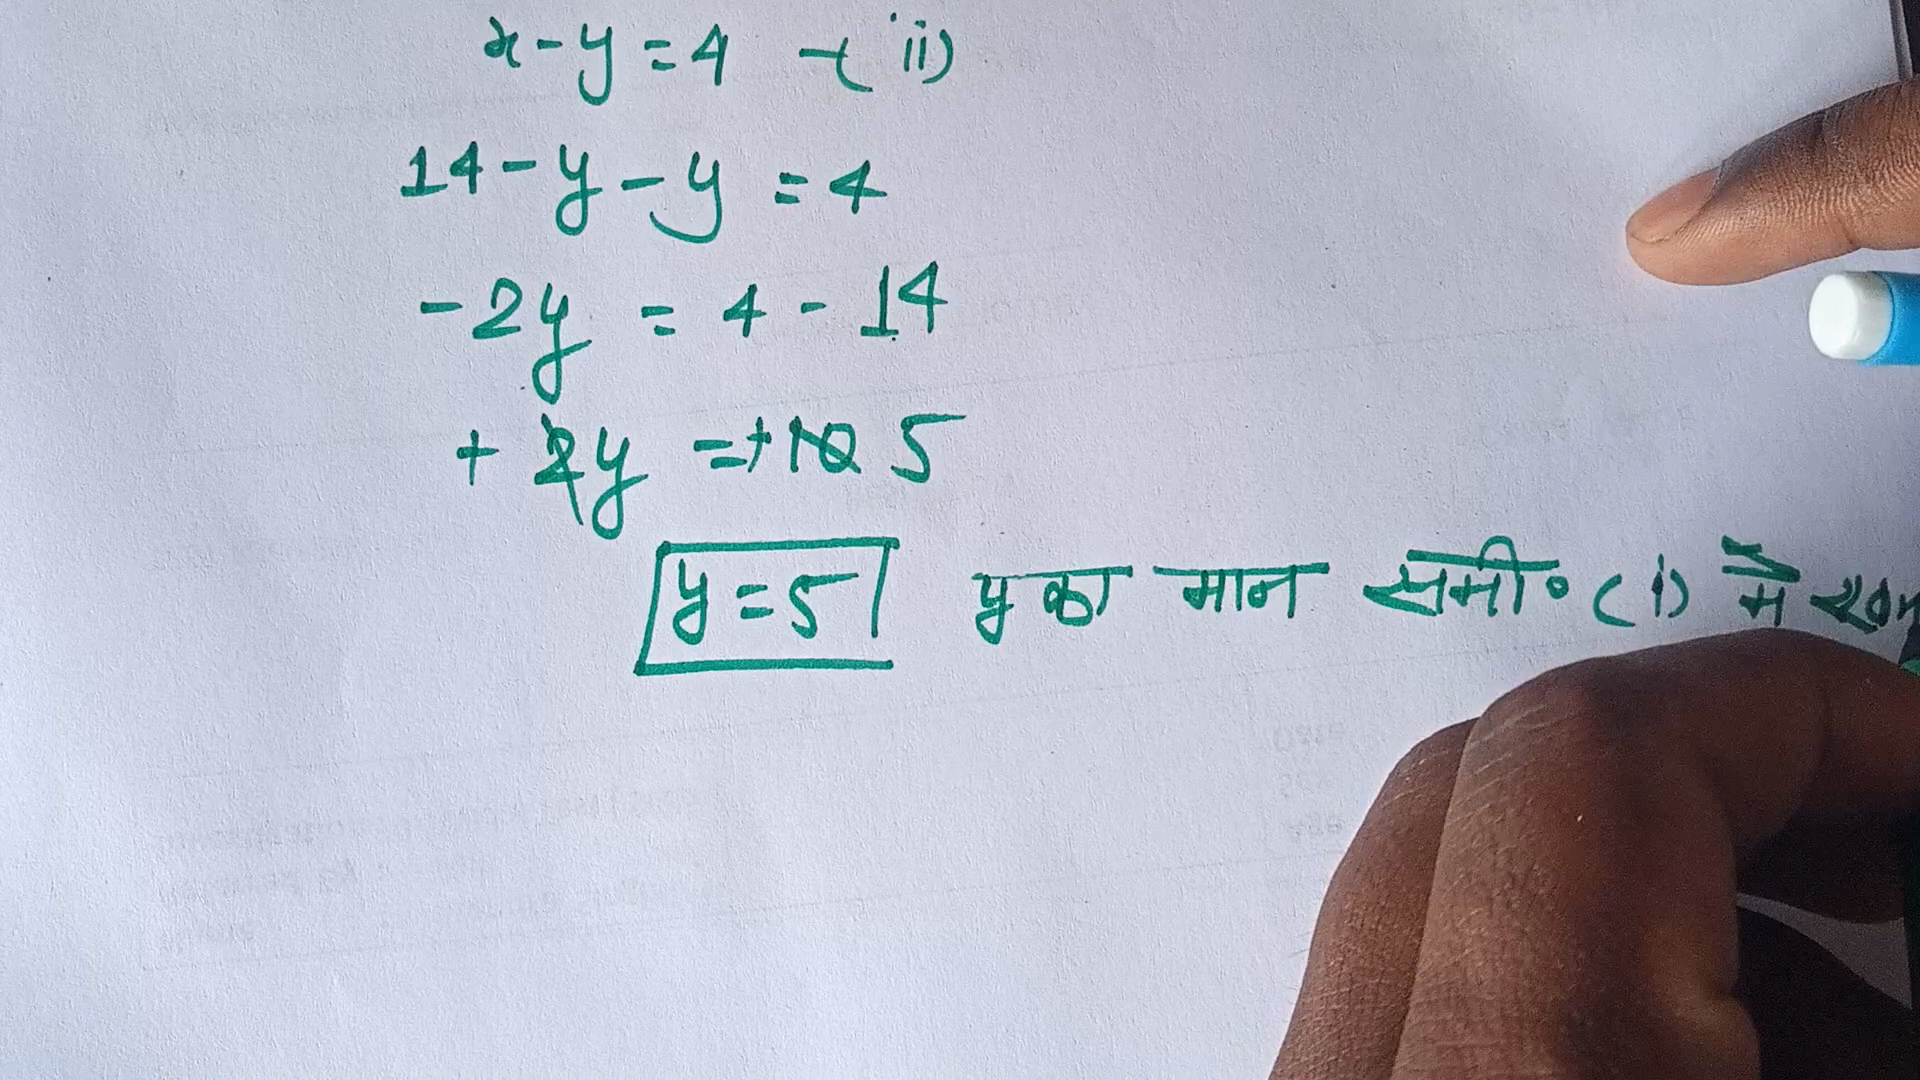 x-y=4 -(ii)
14-y-y=4
-2y = 4-14
+2y =+10 5
y=5 y का मान समी० (i) में